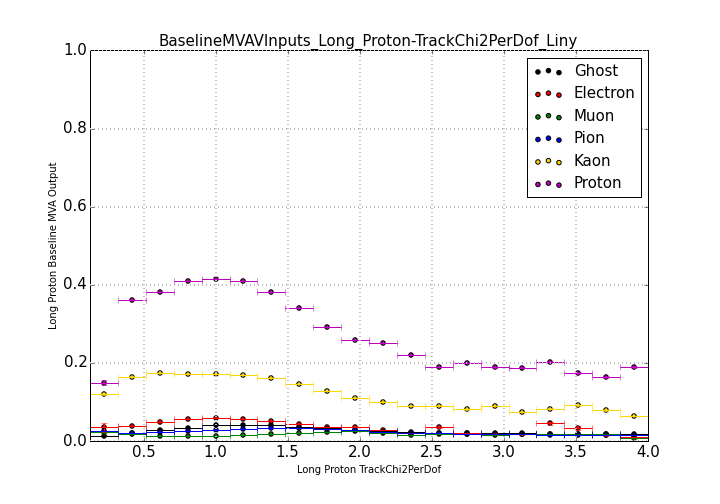 BaselineMVAVInputs_Long_Proton-TrackChi2PerDof_Liny
1.0
0.8
0.6
0.4
0.2
0.0
Long Proton Baseline MVA Output
Ghost
Electron
Muon
Pion
Kaon
Proton
0.5 1.0 1.5 2.0 2.5 3.0 3.5 4.0
Long Proton TrackChi2PerDof